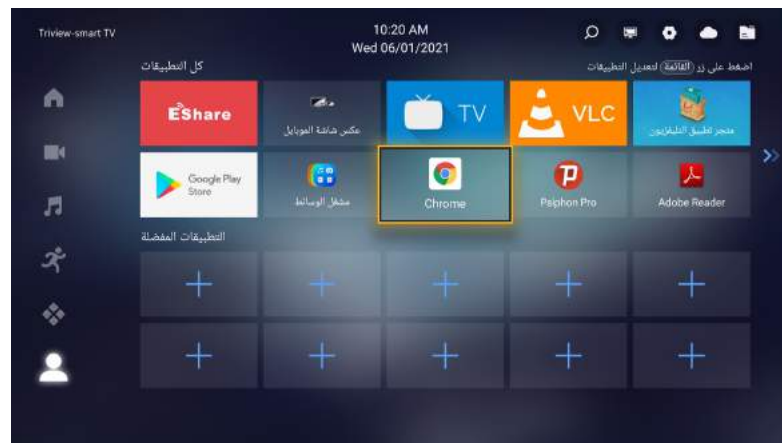 Triview-smart TV
10:20 AM
Wed 06/01/2021
كل التطبيقات
اضغط على زر (القائمة) لتعديل التطبيقات
EShare
عكس شاشة الموبايل
TV
VLC
متجر تطبيق التليفزيون
Google Play
Store
مشغل الوسائط
Chrome
Psiphon Pro
Adobe Reader
التطبيقات المفضلة